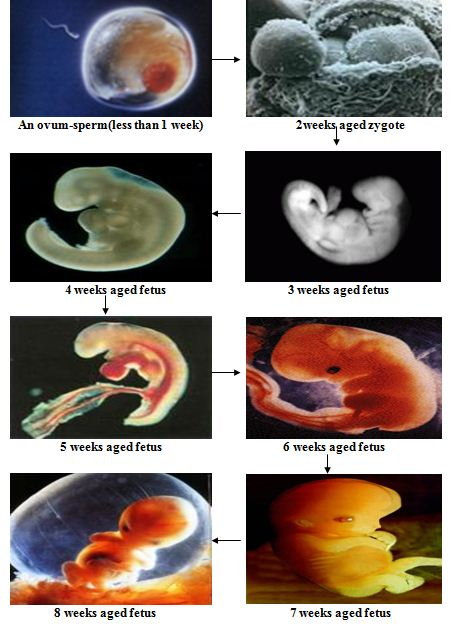 An ovum-sperm(less than 1 week)
2weeks aged zygote
4 weeks aged fetus
3 weeks aged fetus
5 weeks aged fetus
6 weeks aged fetus
8 weeks aged fetus
7 weeks aged fetus